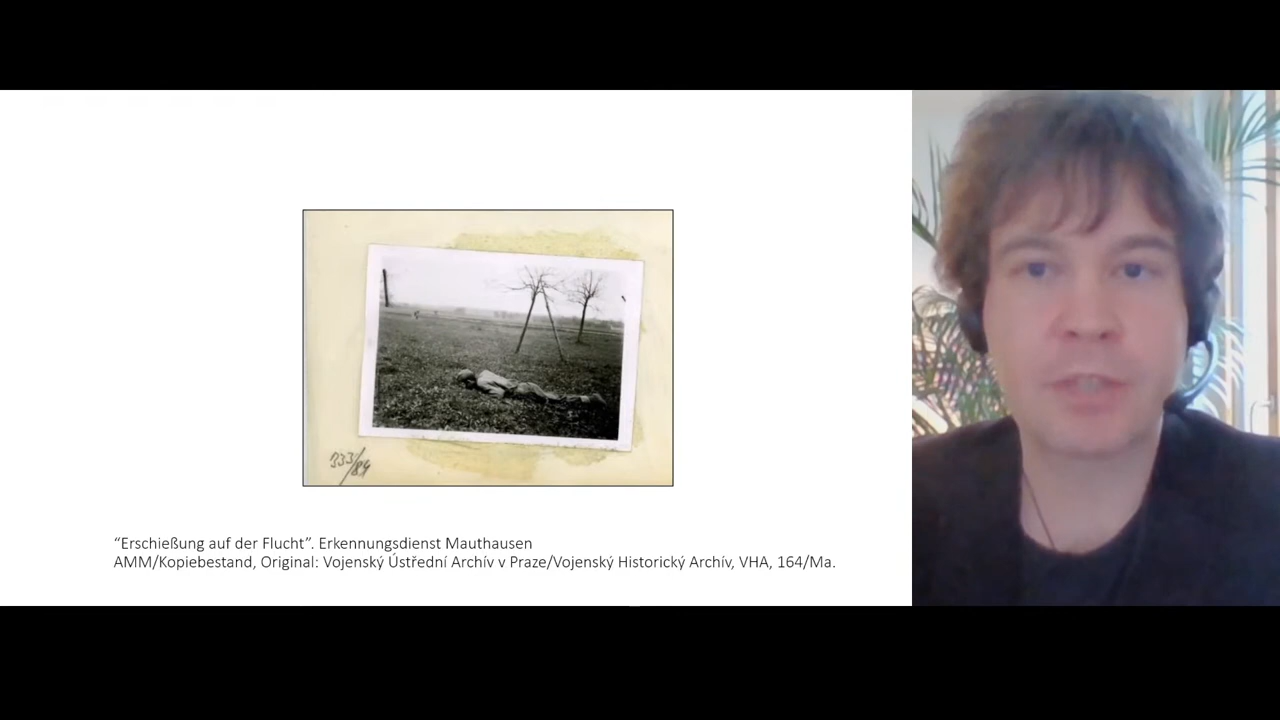 333/84
“Erschießung auf der Flucht”. Erkennungsdienst Mauthausen
AMM/Kopiebestand, Original: Vojenský Ústřední Archív v Praze/Vojenský Historický Archív, VHA, 164/Ma.